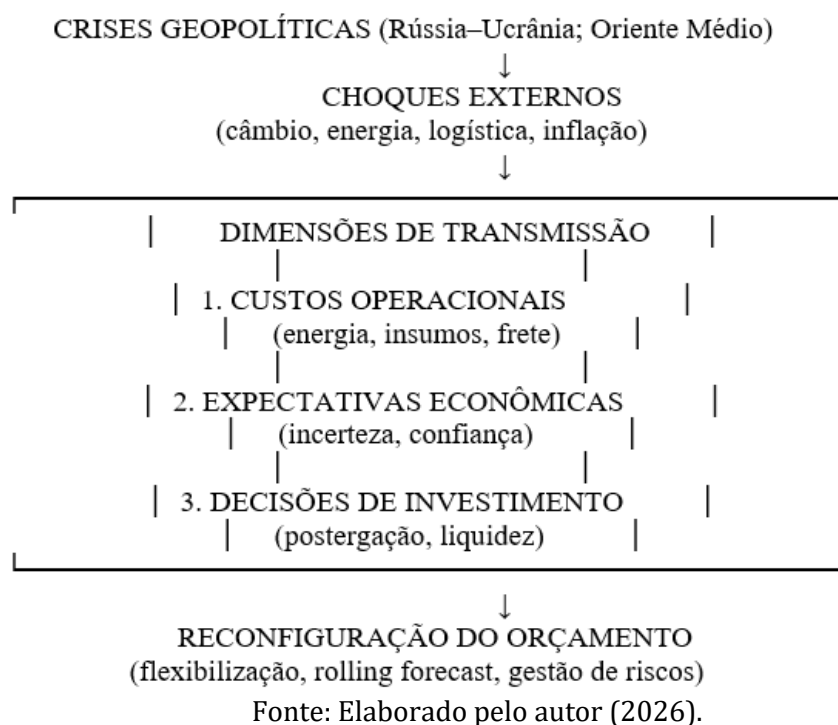 CRISES GEOPOLÍTICAS (Rússia–Ucrânia; Oriente Médio)
↓
CHOQUES EXTERNOS
(câmbio, energia, logística, inflação)
↓
DIMENSÕES DE TRANSMISSÃO
1. CUSTOS OPERACIONAIS
(energia, insumos, frete)
2. EXPECTATIVAS ECONÔMICAS
(incerteza, confiança)
3. DECISÕES DE INVESTIMENTO
(postergação, liquidez)
↓
RECONFIGURAÇÃO DO ORÇAMENTO
(flexibilização, rolling forecast, gestão de riscos)
Fonte: Elaborado pelo autor (2026).